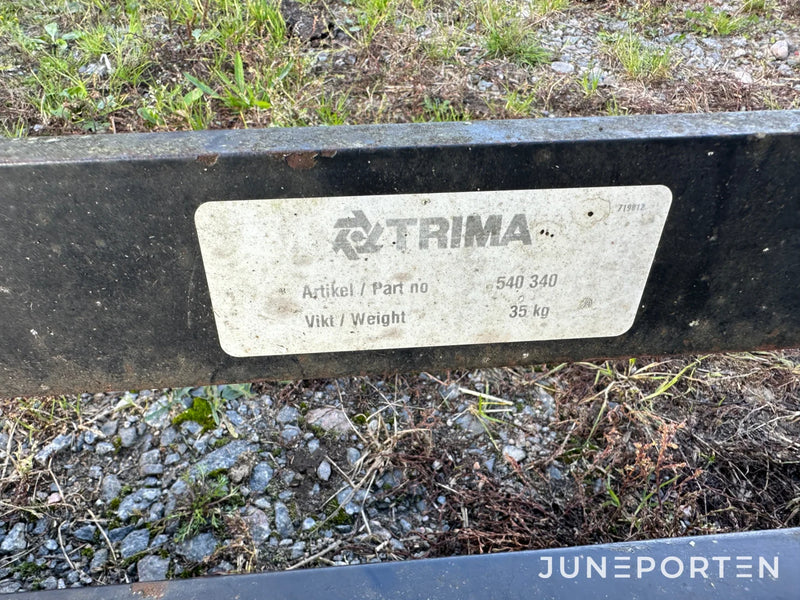 719812
TRIMA
Artikel / Part no 540 340
Vikt / Weight 35 kg
JUNEPORTEN